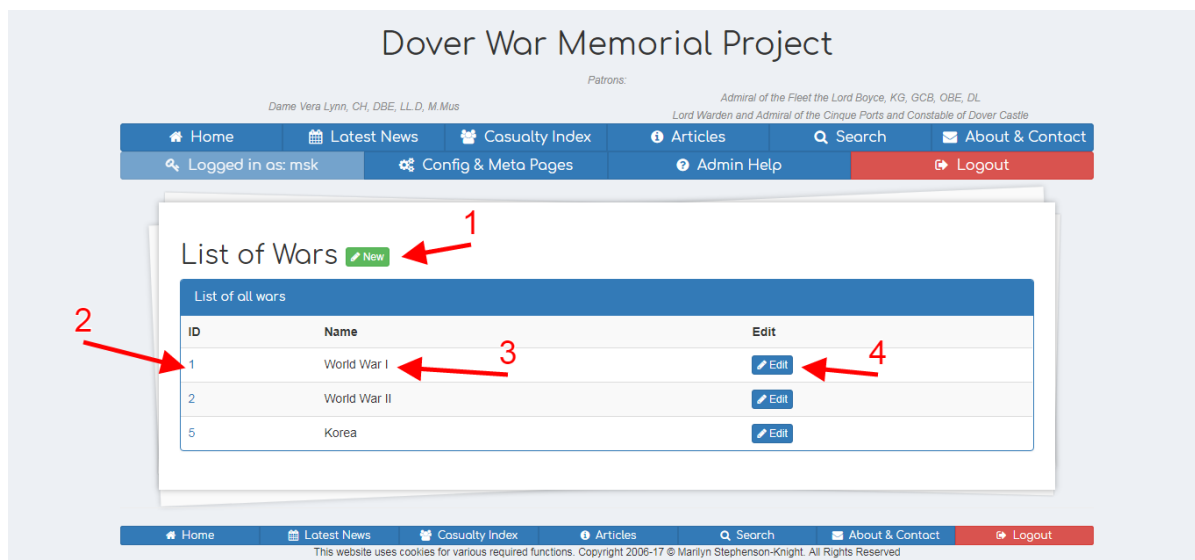 Dover War Memorial Project
Patrons:
Dame Vera Lynn, CH, DBE, LL.D, M.Mus
Admiral of the Fleet the Lord Boyce, KG, GCB, OBE, DL
Lord Warden and Admiral of the Cinque Ports and Constable of Dover Castle
Home Latest News Casualty Index Articles Search About & Contact
Logged in as: msk Config & Meta Pages Admin Help Logout
1
List of Wars New
List of all wars
2
ID Name Edit
3 4
1 World War I Edit
2 World War II Edit
5 Korea Edit
Home Latest News Casualty Index Articles Search About & Contact Logout
This website uses cookies for various required functions. Copyright 2006-17 © Marilyn Stephenson-Knight. All Rights Reserved